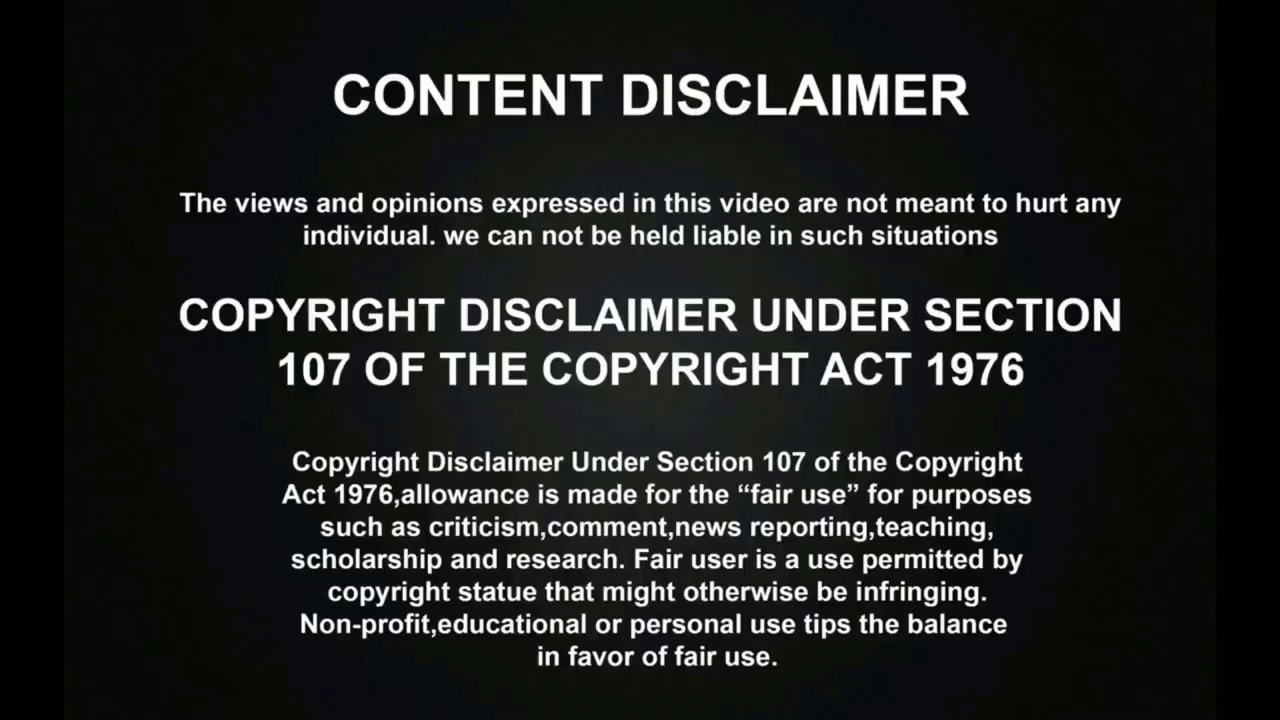 CONTENT DISCLAIMER
The views and opinions expressed in this video are not meant to hurt any
individual. we can not be held liable in such situations
COPYRIGHT DISCLAIMER UNDER SECTION
107 OF THE COPYRIGHT ACT 1976
Copyright Disclaimer Under Section 107 of the Copyright
Act 1976,allowance is made for the “fair use” for purposes
such as criticism,comment,news reporting,teaching,
scholarship and research. Fair user is a use permitted by
copyright statue that might otherwise be infringing.
Non-profit,educational or personal use tips the balance
in favor of fair use.